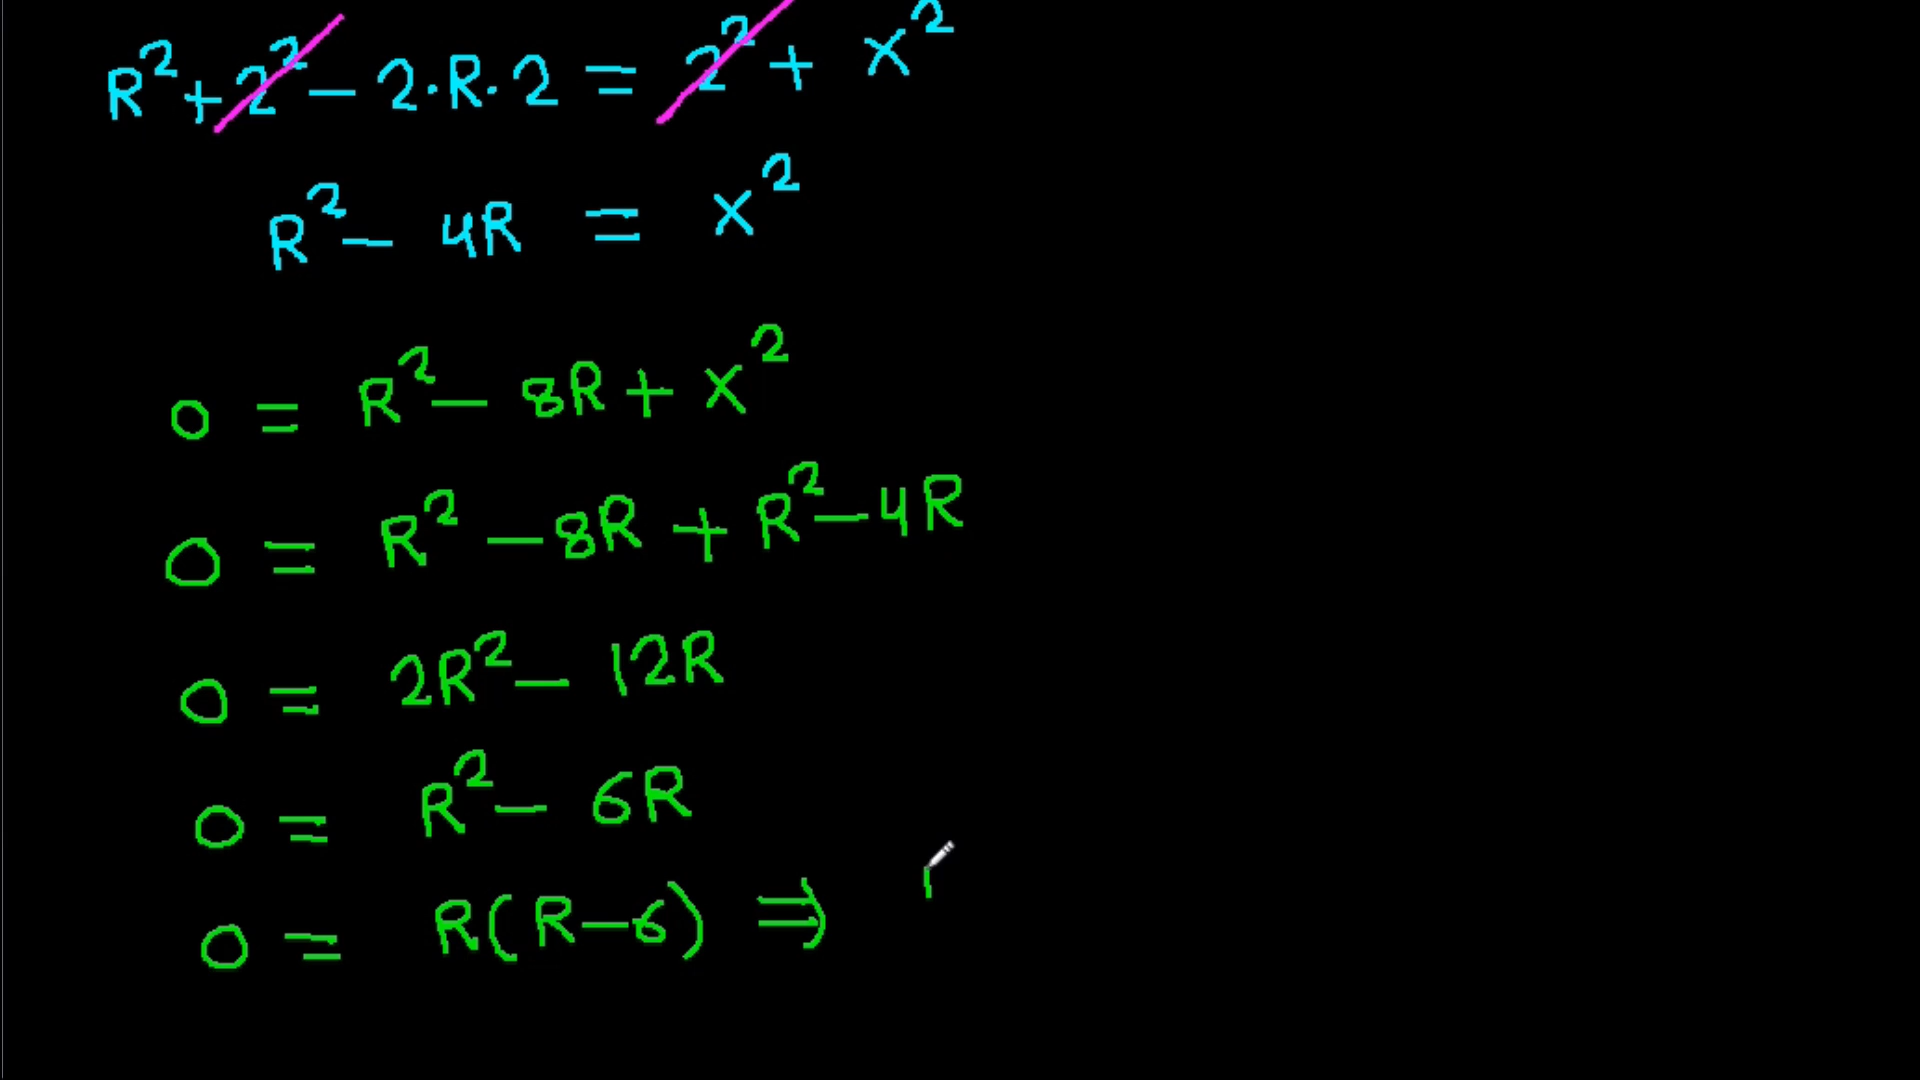 R² + 2² − 2·R·2 = 2² + x²
R² − 4R = x²
0 = R² − 8R + x²
0 = R² − 8R + R² − 4R
0 = 2R² − 12R
0 = R² − 6R
0 = R(R−6) ⇒